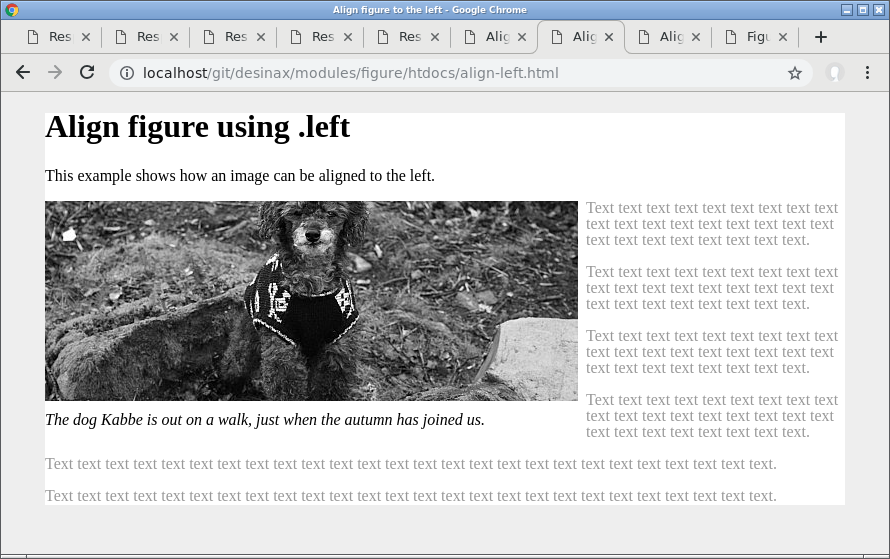 Align figure to the left - Google Chrome
Res Res Res Res Res Alig Alig Alig Figu
localhost/git/desinax/modules/figure/htdocs/align-left.html
Align figure using .left
This example shows how an image can be aligned to the left.
Text text text text text text text text text
text text text text text text text text text
text text text text text text text text.
Text text text text text text text text text
text text text text text text text text text
text text text text text text text text.
Text text text text text text text text text
text text text text text text text text text
text text text text text text text text.
Text text text text text text text text text
text text text text text text text text text
text text text text text text text text.
The dog Kabbe is out on a walk, just when the autumn has joined us.
Text text text text text text text text text text text text text text text text text text text text text text text text text text.
Text text text text text text text text text text text text text text text text text text text text text text text text text text.